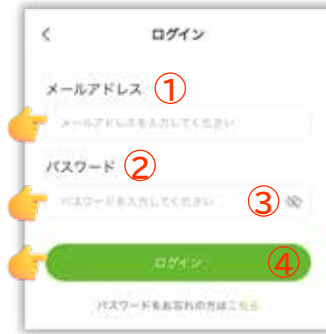 ログイン
メールアドレス ①
メールアドレスを入力してください
パスワード ②
パスワードを入力してください ③
ログイン ④
パスワードをお忘れの方はこちら